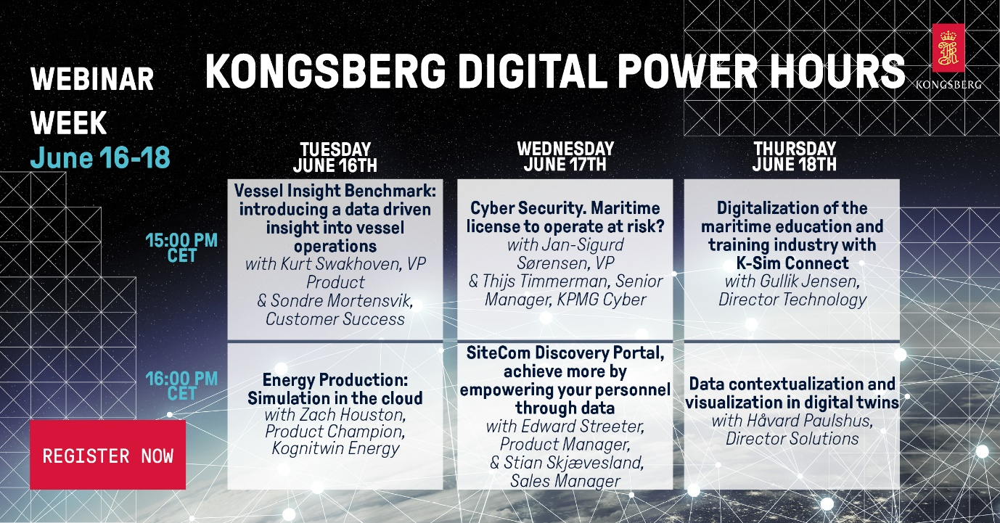 WEBINAR
WEEK
June 16-18
KONGSBERG DIGITAL POWER HOURS
KONGSBERG
TUESDAY
JUNE 16TH
WEDNESDAY
JUNE 17TH
THURSDAY
JUNE 18TH
15:00 PM
CET
Vessel Insight Benchmark:
introducing a data driven
insight into vessel
operations
with Kurt Swakhoven, VP
Product
& Sondre Mortensvik,
Customer Success
Cyber Security. Maritime
license to operate at risk?
with Jan-Sigurd
Sørensen, VP
& Thijs Timmerman, Senior
Manager, KPMG Cyber
Digitalization of the
maritime education and
training industry with
K-Sim Connect
with Gullik Jensen,
Director Technology
16:00 PM
CET
Energy Production:
Simulation in the cloud
with Zach Houston,
Product Champion,
Kognitwin Energy
SiteCom Discovery Portal,
achieve more by
empowering your personnel
through data
with Edward Streeter,
Product Manager,
& Stian Skjævesland,
Sales Manager
Data contextualization and
visualization in digital twins
with Håvard Paulshus,
Director Solutions
REGISTER NOW